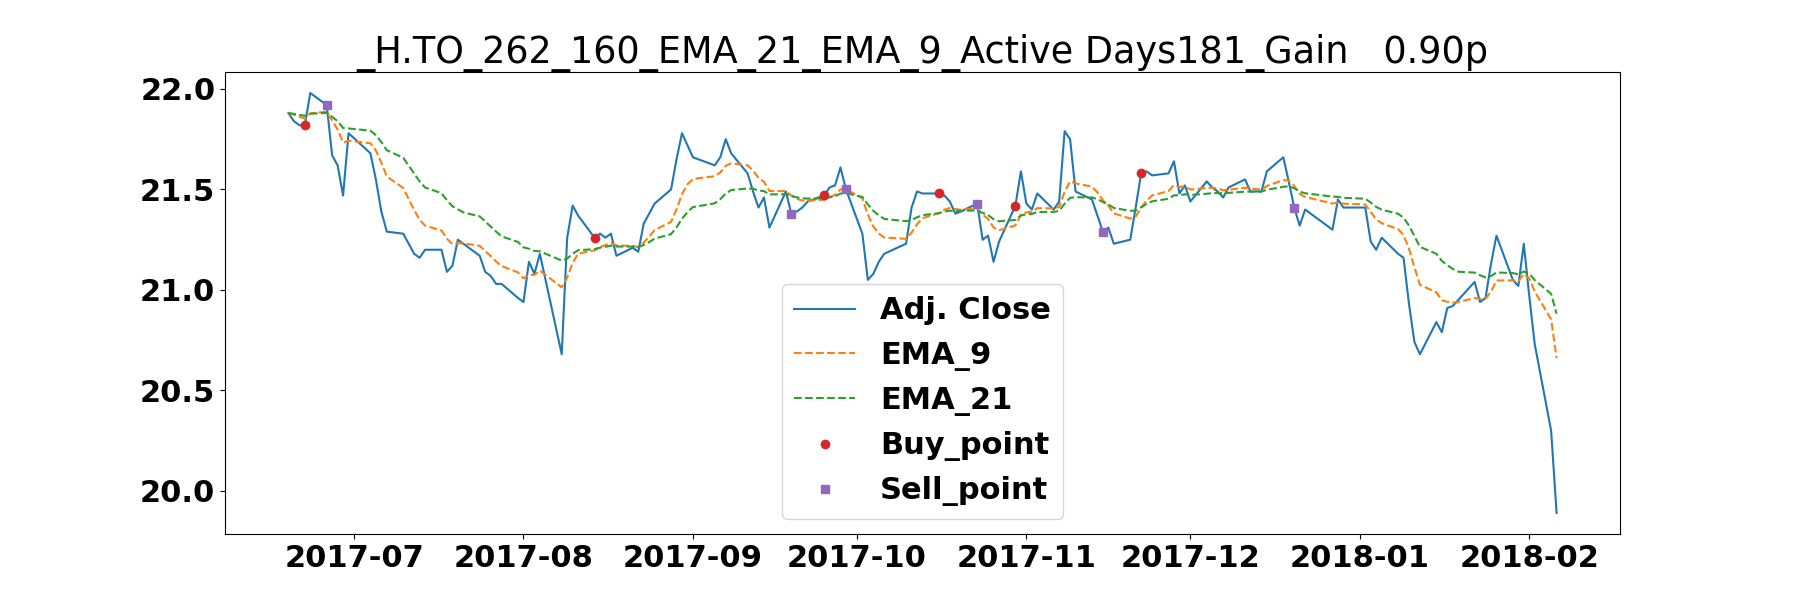 _H.TO_262_160_EMA_21_EMA_9_Active Days181_Gain   0.90p
22.0
21.5
21.0
20.5
20.0
Adj. Close
EMA_9
EMA_21
Buy_point
Sell_point
2017-07 2017-08 2017-09 2017-10 2017-11 2017-12 2018-01 2018-02